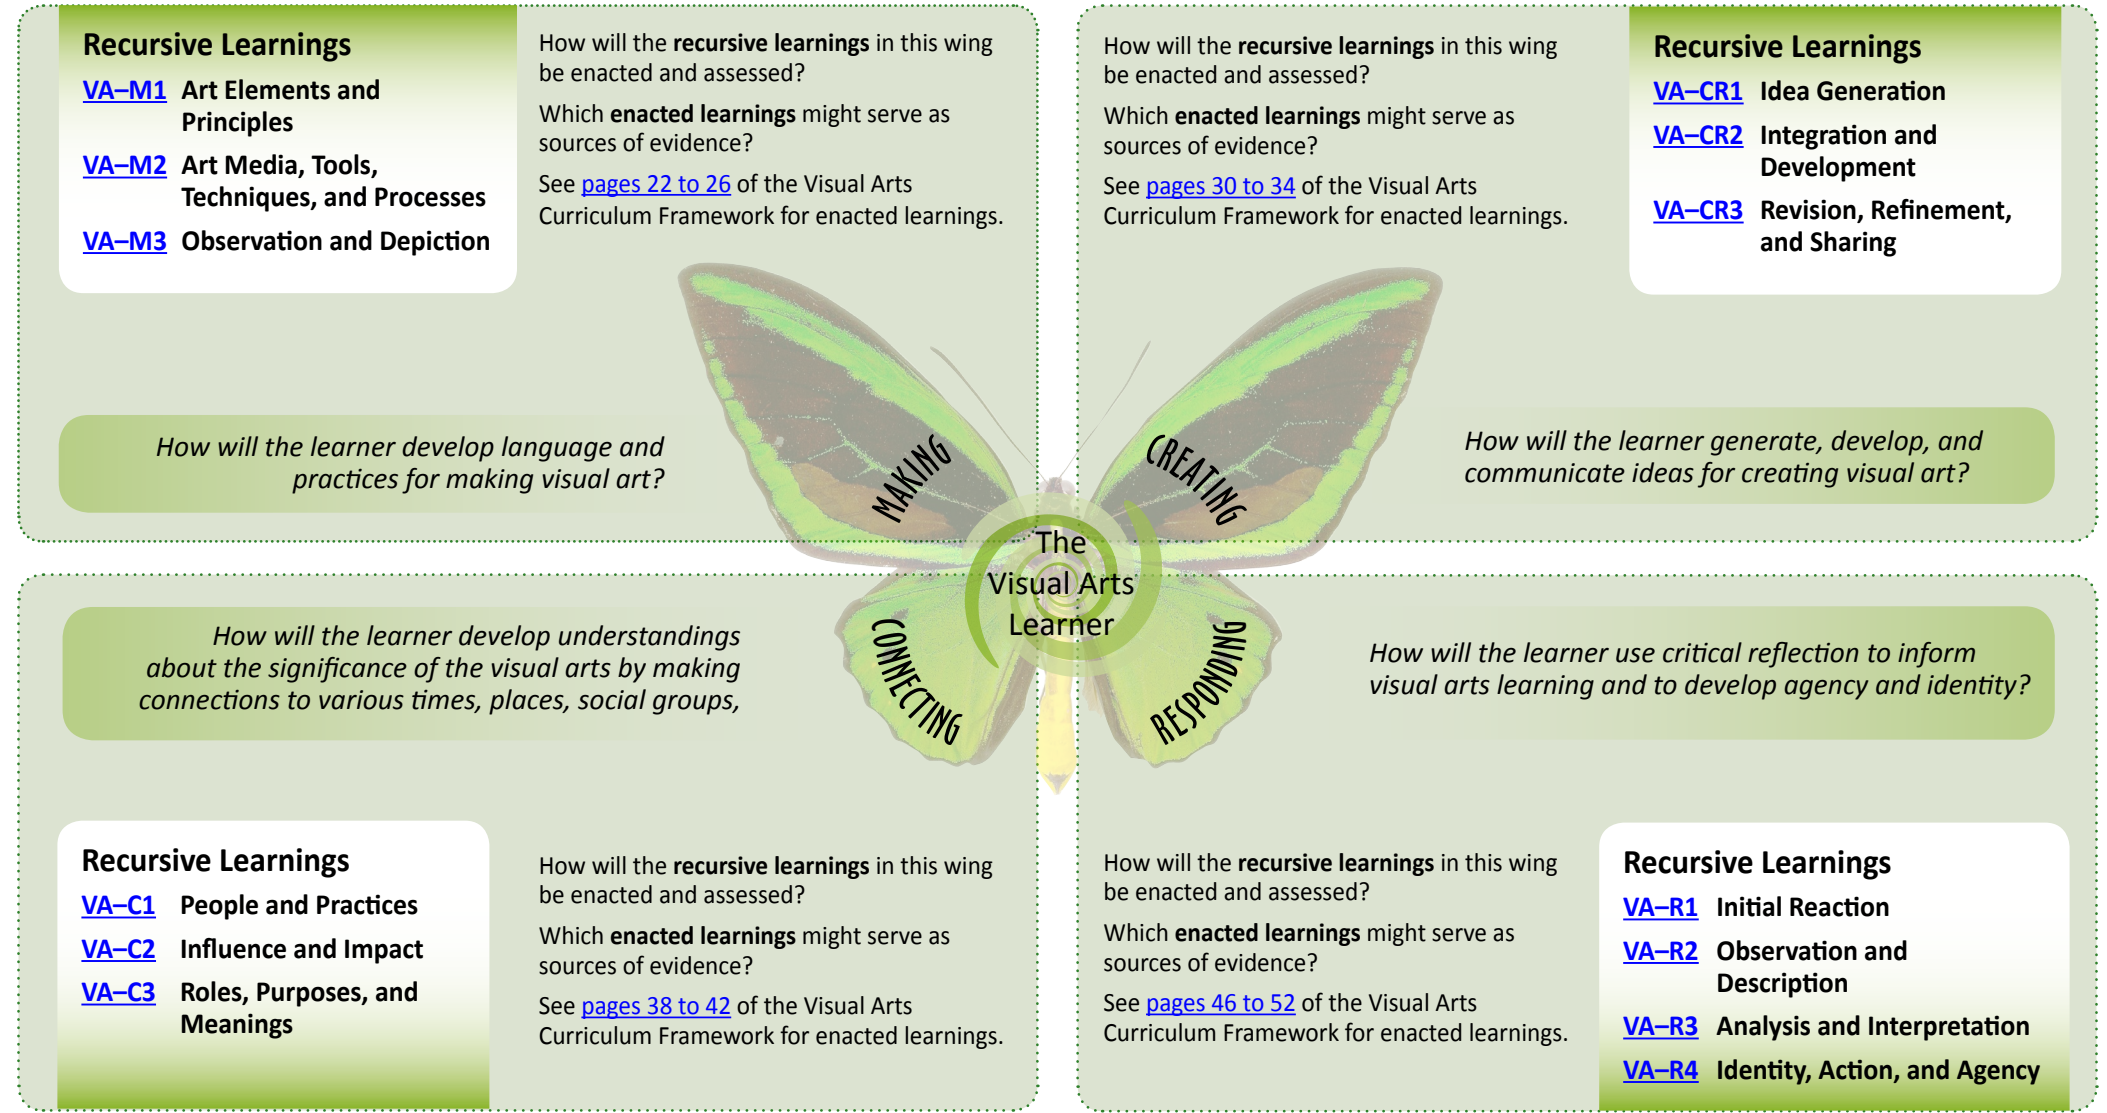 Recursive Learnings
VA–M1 Art Elements and
Principles
VA–M2 Art Media, Tools,
Techniques, and Processes
VA–M3 Observation and Depiction
How will the recursive learnings in this wing
be enacted and assessed?
Which enacted learnings might serve as
sources of evidence?
See pages 22 to 26 of the Visual Arts
Curriculum Framework for enacted learnings.
How will the learner develop language and
practices for making visual art?
MAKING
How will the recursive learnings in this wing
be enacted and assessed?
Which enacted learnings might serve as
sources of evidence?
See pages 30 to 34 of the Visual Arts
Curriculum Framework for enacted learnings.
Recursive Learnings
VA–CR1 Idea Generation
VA–CR2 Integration and
Development
VA–CR3 Revision, Refinement,
and Sharing
CREATING
How will the learner generate, develop, and
communicate ideas for creating visual art?
The
Visual Arts
Learner
How will the learner develop understandings
about the significance of the visual arts by making
connections to various times, places, social groups,
CONNECTING
Recursive Learnings
VA–C1 People and Practices
VA–C2 Influence and Impact
VA–C3 Roles, Purposes, and
Meanings
How will the recursive learnings in this wing
be enacted and assessed?
Which enacted learnings might serve as
sources of evidence?
See pages 38 to 42 of the Visual Arts
Curriculum Framework for enacted learnings.
RESPONDING
How will the learner use critical reflection to inform
visual arts learning and to develop agency and identity?
How will the recursive learnings in this wing
be enacted and assessed?
Which enacted learnings might serve as
sources of evidence?
See pages 46 to 52 of the Visual Arts
Curriculum Framework for enacted learnings.
Recursive Learnings
VA–R1 Initial Reaction
VA–R2 Observation and
Description
VA–R3 Analysis and Interpretation
VA–R4 Identity, Action, and Agency